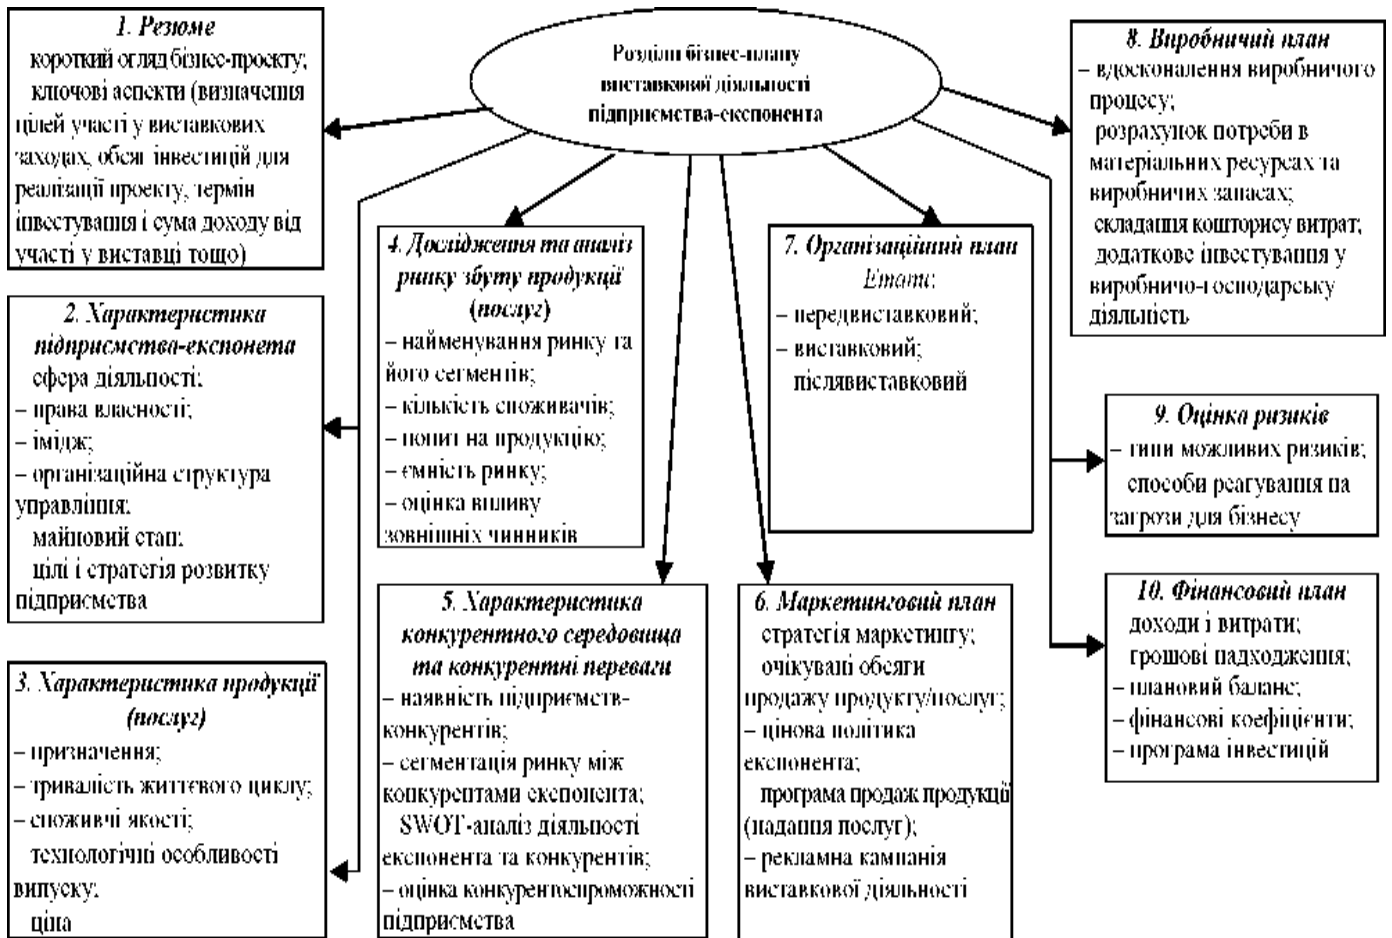 Розділи бізнес-плану
виставкової діяльності
підприємства-експонента
1. Резюме
короткий огляд бізнес-проєкту;
ключові аспекти (визначення
цілей участі у виставкових
заходах, обсяг інвестицій для
реалізації проекту, термін
інвестування і сума доходу від
участі у виставці тощо)
2. Характеристика
підприємства-експонета
сфера діяльності;
– права власності;
– імідж;
– організаційна структура
управління;
майновий стан;
цілі і стратегія розвитку
підприємства
3. Характеристика продукції
(послуг)
– призначення;
– тривалість життєвого циклу;
– споживчі якості;
технологічні особливості
випуску;
ціна
4. Дослідження та аналіз
ринку збуту продукції
(послуг)
– найменування ринку та
його сегментів;
– кількість споживачів;
– попит на продукцію;
– ємність ринку;
– оцінка впливу
зовнішніх чинників
5. Характеристика
конкурентного середовища
та конкурентні переваги
– наявність підприємств-
конкурентів;
– сегментація ринку між
конкурентами експонента;
SWOT-аналіз діяльності
експонента та конкурентів;
– оцінка конкурентоспроможності
підприємства
6. Маркетинговий план
стратегія маркетингу;
очікувані обсяги
продажу продукту/послуг;
– цінова політика
експонента;
програма продаж продукції
(надання послуг);
– рекламна кампанія
виставкової діяльності
7. Організаційний план
Етапи:
– передвиставковий;
– виставковий;
післявиставковий
8. Виробничий план
– вдосконалення виробничого
процесу;
розрахунок потреби в
матеріальних ресурсах та
виробничих запасах;
складання кошторису витрат;
додаткове інвестування у
виробничо-господарську
діяльність
9. Оцінка ризиків
– типи можливих ризиків;
способи реагування на
загрози для бізнесу
10. Фінансовий план
доходи і витрати;
грошові надходження;
– плановий баланс;
– фінансові коефіцієнти;
– програма інвестицій